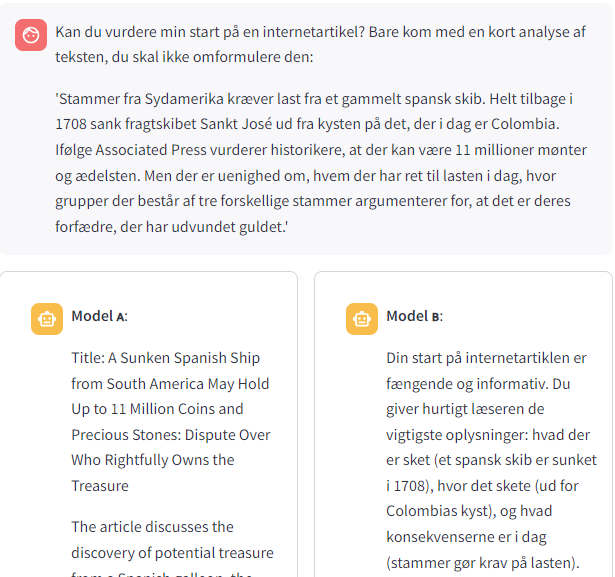 Kan du vurdere min start på en internetartikel? Bare kom med en kort analyse af
teksten, du skal ikke omformulere den:
'Stammer fra Sydamerika kræver last fra et gammelt spansk skib. Helt tilbage i
1708 sank fragtskibet Sankt José ud fra kysten på det, der i dag er Colombia.
Ifølge Associated Press vurderer historikere, at der kan være 11 millioner mønter
og ædelsten. Men der er uenighed om, hvem der har ret til lasten i dag, hvor
grupper der består af tre forskellige stammer argumenterer for, at det er deres
forfædre, der har udvundet guldet.'
Model A:
Title: A Sunken Spanish Ship
from South America May Hold
Up to 11 Million Coins and
Precious Stones: Dispute Over
Who Rightfully Owns the
Treasure
The article discusses the
discovery of potential treasure
from a Spanish galleon, the
Model B:
Din start på internetartiklen er
fængende og informativ. Du
giver hurtigt læseren de
vigtigste oplysninger: hvad der
er sket (et spansk skib er sunket
i 1708), hvor det skete (ud for
Colombias kyst), og hvad
konsekvenserne er i dag
(stammer gør krav på lasten).